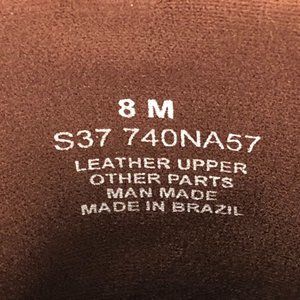 8 M
S37 740NA57
LEATHER UPPER
OTHER PARTS
MAN MADE
MADE IN BRAZIL